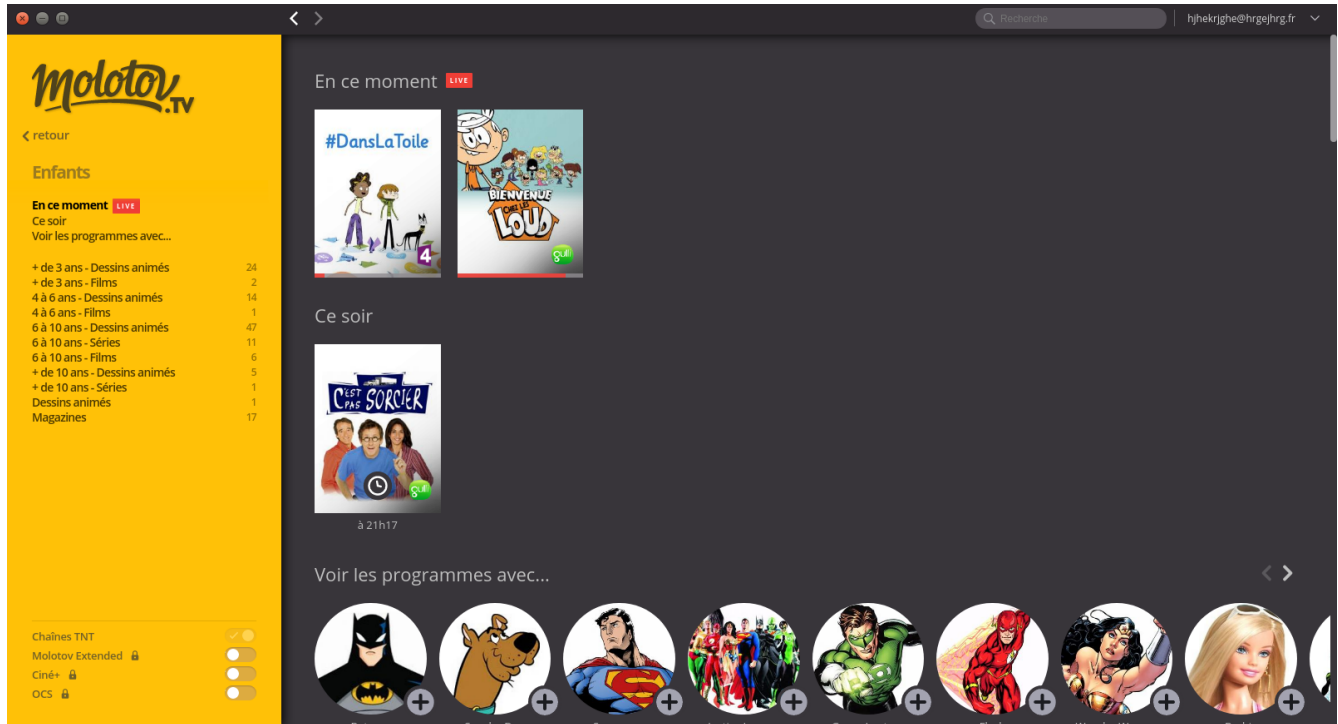 Recherche
hjhekrjghe@hrgejhrg.fr
molotov.TV
retour
Enfants
En ce moment LIVE
Ce soir
Voir les programmes avec...
+ de 3 ans - Dessins animés 24
+ de 3 ans - Films 2
4 à 6 ans - Dessins animés 14
4 à 6 ans - Films 1
6 à 10 ans - Dessins animés 47
6 à 10 ans - Séries 11
6 à 10 ans - Films 6
+ de 10 ans - Dessins animés 5
+ de 10 ans - Séries 1
Dessins animés 1
Magazines 17
Chaînes TNT
Molotov Extended
Ciné+
OCS
En ce moment LIVE
#DansLaToile
4
BIENVENUE
CHEZ LES
LOUD
gulli
Ce soir
C'EST
PAS SORCIER
gulli
à 21h17
Voir les programmes avec...